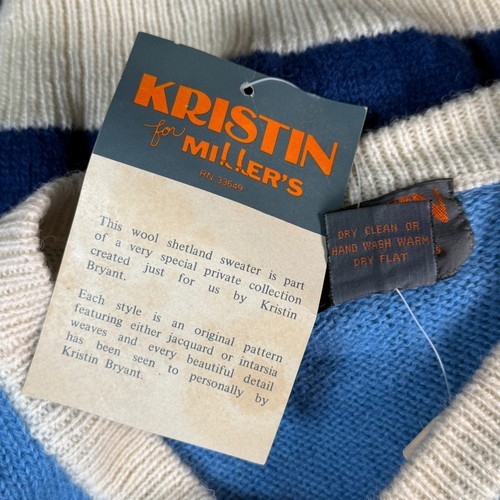 KRISTIN
for
MILLER'S
RN 33649
This wool shetland sweater is part
of a very special private collection
created just for us by Kristin
Bryant.
Each style is an original pattern
featuring either jacquard or intarsia
weaves and every beautiful detail
has been seen to personally by
Kristin Bryant.
DRY CLEAN OR
HAND WASH WARM
DRY FLAT